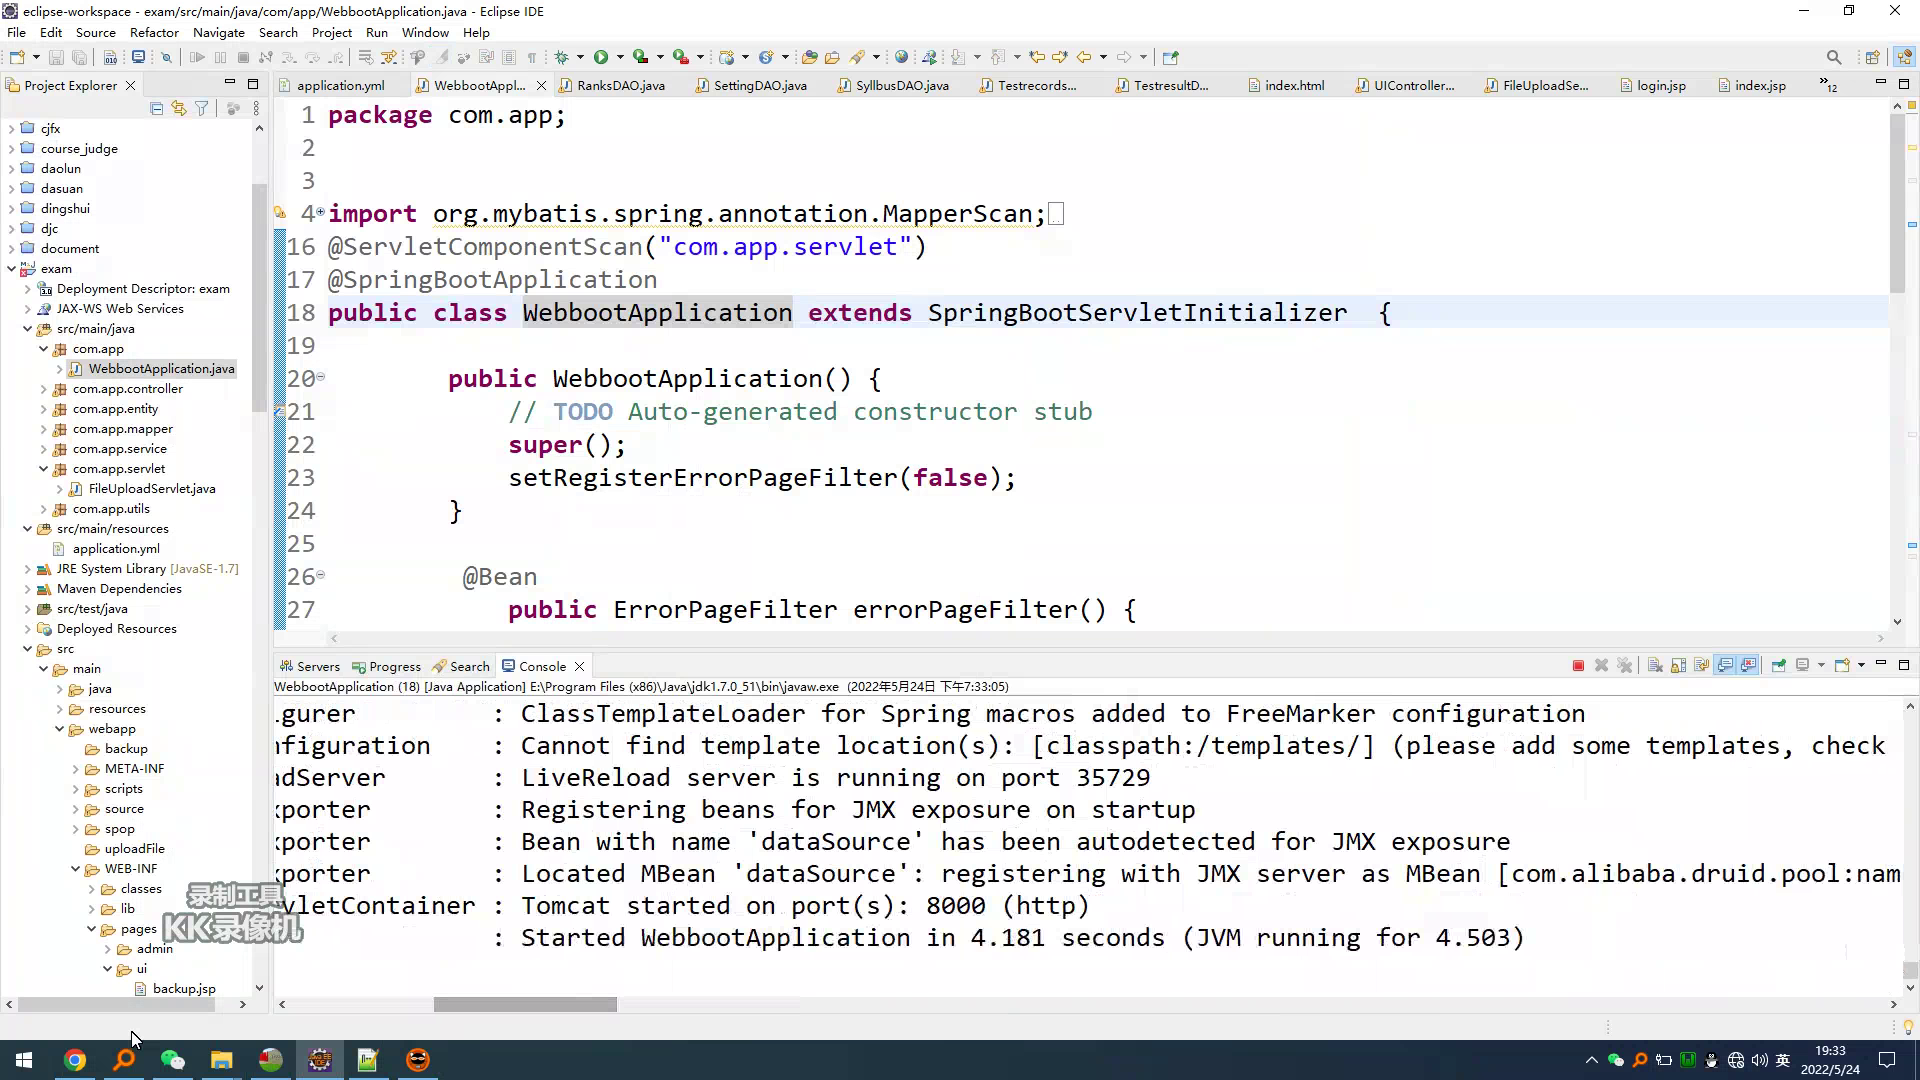 eclipse-workspace - exam/src/main/java/com/app/WebbootApplication.java - Eclipse IDE
File Edit Source Refactor Navigate Search Project Run Window Help
Project Explorer
application.yml WebbootAppl... RanksDAO.java SettingDAO.java SyllbusDAO.java Testrecords... TestresultD... index.html UIController... FileUploadSe... login.jsp index.jsp 12
cjfx
course_judge
daolun
dasuan
dingshui
djc
document
exam
Deployment Descriptor: exam
JAX-WS Web Services
src/main/java
com.app
WebbootApplication.java
com.app.controller
com.app.entity
com.app.mapper
com.app.service
com.app.servlet
FileUploadServlet.java
com.app.utils
src/main/resources
application.yml
JRE System Library [JavaSE-1.7]
Maven Dependencies
src/test/java
Deployed Resources
src
main
java
resources
webapp
backup
META-INF
scripts
source
spop
uploadFile
WEB-INF
classes
lib
pages
admin
ui
backup.jsp
1 package com.app;
2
3
4 import org.mybatis.spring.annotation.MapperScan;
16 @ServletComponentScan("com.app.servlet")
17 @SpringBootApplication
18 public class WebbootApplication extends SpringBootServletInitializer {
19
20 public WebbootApplication() {
21 // TODO Auto-generated constructor stub
22 super();
23 setRegisterErrorPageFilter(false);
24 }
25
26 @Bean
27 public ErrorPageFilter errorPageFilter() {
Servers Progress Search Console
WebbootApplication (18) [Java Application] E:\Program Files (x86)\Java\jdk1.7.0_51\bin\javaw.exe (2022年5月24日 下午7:33:05)
.gurer : ClassTemplateLoader for Spring macros added to FreeMarker configuration
nfiguration : Cannot find template location(s): [classpath:/templates/] (please add some templates, check
adServer : LiveReload server is running on port 35729
xporter : Registering beans for JMX exposure on startup
xporter : Bean with name 'dataSource' has been autodetected for JMX exposure
xporter : Located MBean 'dataSource': registering with JMX server as MBean [com.alibaba.druid.pool:nam
vletContainer : Tomcat started on port(s): 8000 (http)
: Started WebbootApplication in 4.181 seconds (JVM running for 4.503)
录制工具
KK录像机
英
19:33
2022/5/24